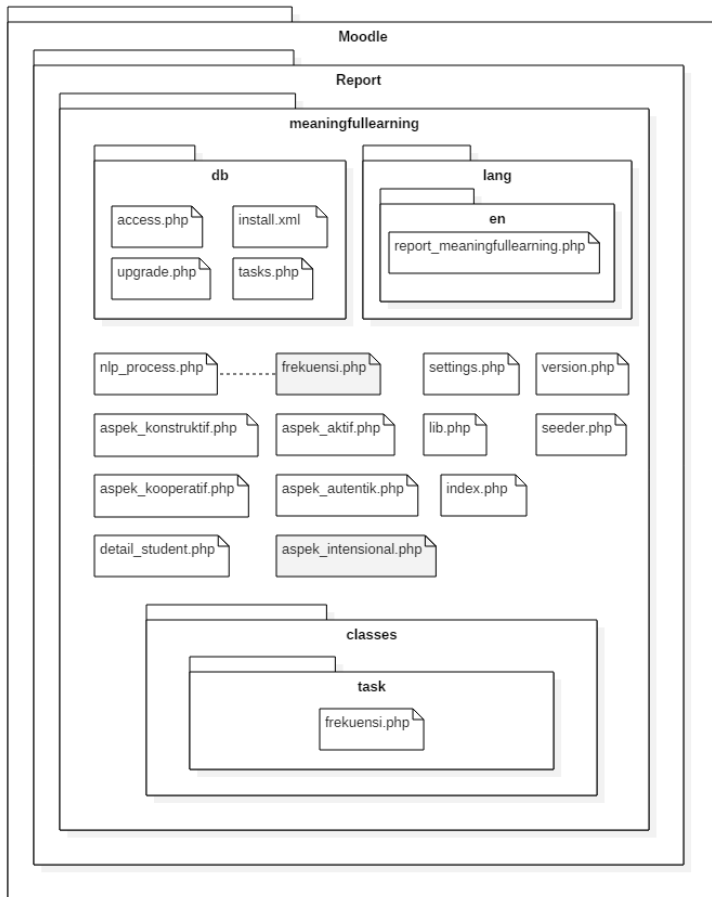 Moodle
Report
meaningfullearning
db
lang
access.php
install.xml
upgrade.php
tasks.php
en
report_meaningfullearning.php
nlp_process.php
frekuensi.php
settings.php
version.php
aspek_konstruktif.php
aspek_aktif.php
lib.php
seeder.php
aspek_kooperatif.php
aspek_autentik.php
index.php
detail_student.php
aspek_intensional.php
classes
task
frekuensi.php